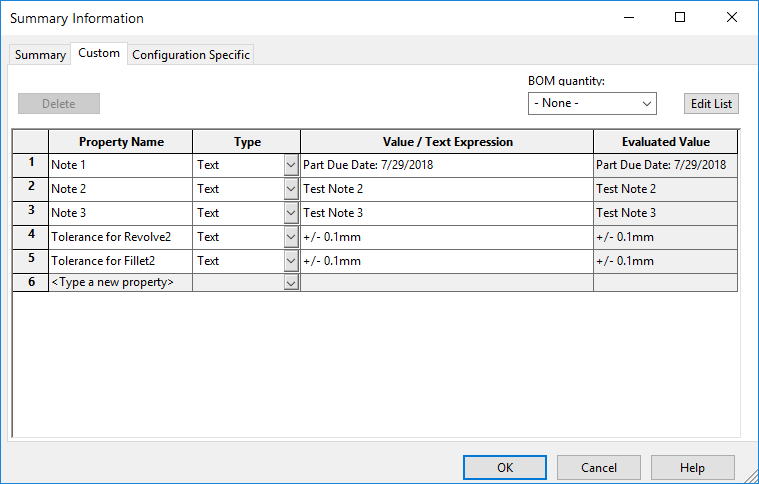 Summary Information
Summary Custom Configuration Specific
BOM quantity:
Delete - None - Edit List
Property Name Type Value / Text Expression Evaluated Value
1 Note 1 Text Part Due Date: 7/29/2018 Part Due Date: 7/29/2018
2 Note 2 Text Test Note 2 Test Note 2
3 Note 3 Text Test Note 3 Test Note 3
4 Tolerance for Revolve2 Text +/- 0.1mm +/- 0.1mm
5 Tolerance for Fillet2 Text +/- 0.1mm +/- 0.1mm
6 <Type a new property>
OK Cancel Help